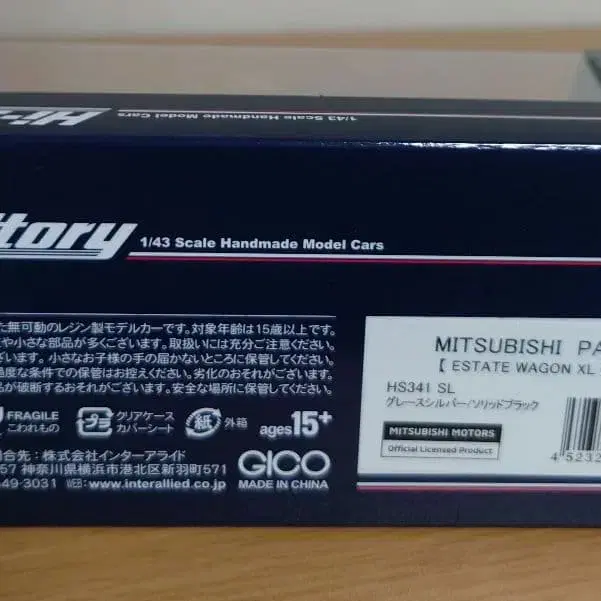 1/43 Scale Handmade Model Cars
Hi-
ttory
1/43 Scale Handmade Model Cars
た無可動のレジン製モデルカーです。対象年齢は15歳以上です。
や小さな部品が多くございます。取扱いには充分ご注意ください。
ざいます。小さなお子様の手の届かないところに保管してください。
過度な条件での保管はお控えください。劣化のおそれがございます。
品が破断するおそれがございます。安全な場所に保管してください。
FRAGILE
こわれもの
プラ
クリアケース
カバーシート
紙
外箱
ages15+
合先：株式会社インターアライド
57 神奈川県横浜市港北区新羽町571
49-3031 WEB：www.interallied.co.jp/
GICO
MADE IN CHINA
MITSUBISHI PA
【 ESTATE WAGON XL
HS341 SL
グレースシルバー/ソリッドブラック
MITSUBISHI MOTORS
Official Licensed Product
4 5232